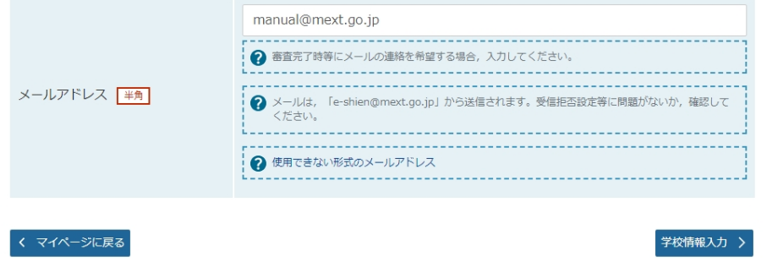 manual@mext.go.jp
審査完了時等にメールの連絡を希望する場合，入力してください。
メールアドレス 半角
メールは，「e-shien@mext.go.jp」から送信されます。受信拒否設定等に問題がないか，確認して
ください。
使用できない形式のメールアドレス
マイページに戻る
学校情報入力